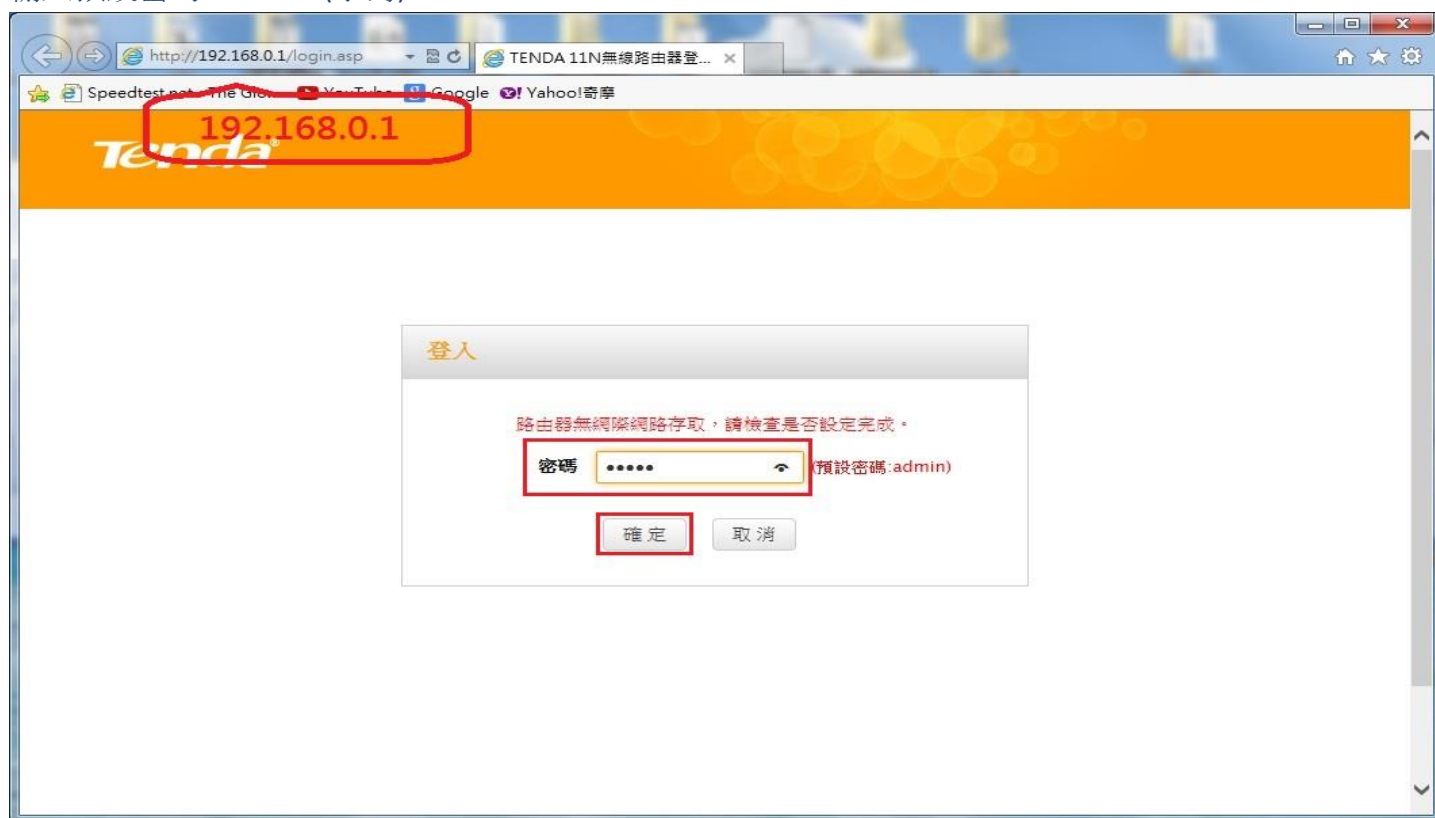 http://192.168.0.1/login.asp
TENDA 11N無線路由器登...
Google
Yahoo!奇摩
192.168.0.1
Tenda
登入
路由器無網際網路存取，請檢查是否設定完成。
密碼 ••••• (預設密碼:admin)
確定 取消